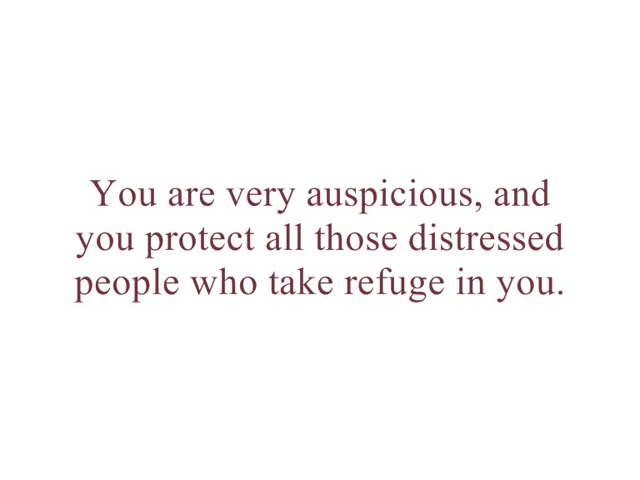 You are very auspicious, and
you protect all those distressed
people who take refuge in you.